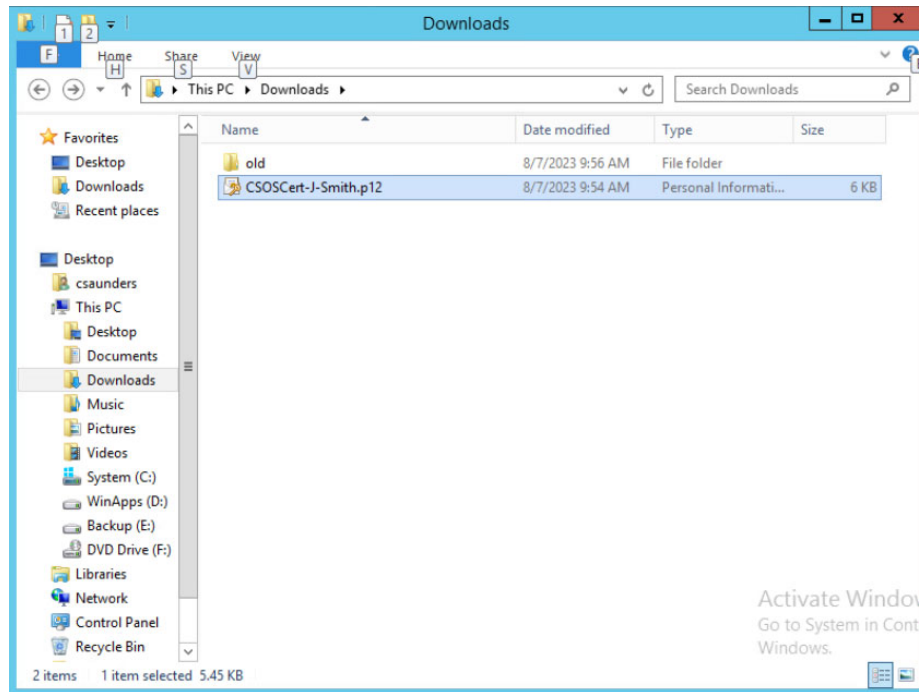 Downloads
1
2
F
Home Share View
H S V
This PC Downloads
Search Downloads
Name Date modified Type Size
old 8/7/2023 9:56 AM File folder
CSOSCert-J-Smith.p12 8/7/2023 9:54 AM Personal Informati... 6 KB
Favorites
Desktop
Downloads
Recent places
Desktop
csaunders
This PC
Desktop
Documents
Downloads
Music
Pictures
Videos
System (C:)
WinApps (D:)
Backup (E:)
DVD Drive (F:)
Libraries
Network
Control Panel
Recycle Bin
Activate Window
Go to System in Cont
Windows.
2 items 1 item selected 5.45 KB